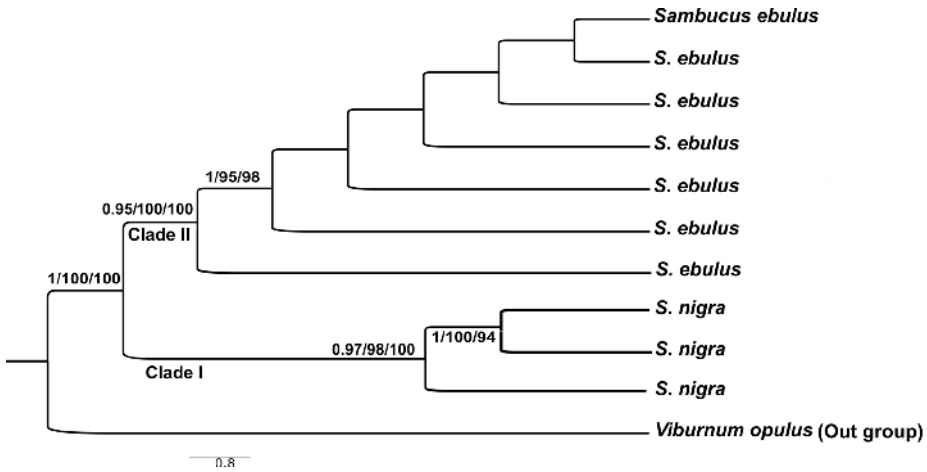 Sambucus ebulus
S. ebulus
S. ebulus
S. ebulus
1/95/98
S. ebulus
0.95/100/100
S. ebulus
Clade II
S. ebulus
1/100/100
S. nigra
1/100/94
0.97/98/100
S. nigra
Clade I
S. nigra
Viburnum opulus (Out group)
0.8